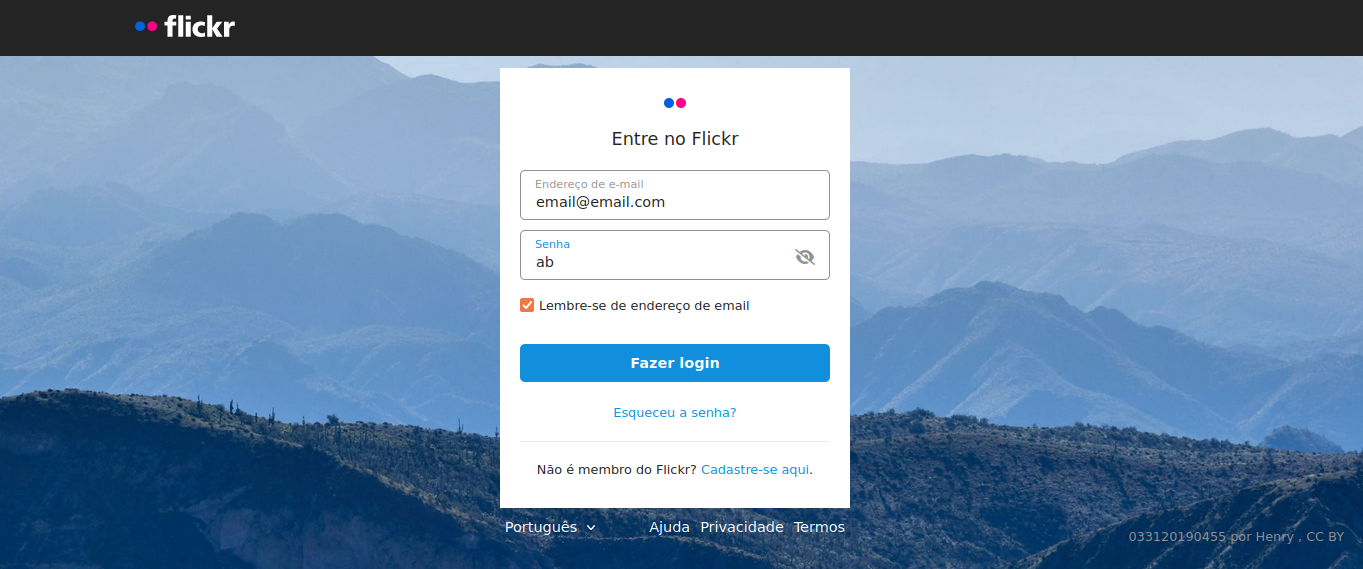 flickr
Entre no Flickr
Endereço de e-mail
email@email.com
Senha
ab
Lembre-se de endereço de email
Fazer login
Esqueceu a senha?
Não é membro do Flickr? Cadastre-se aqui.
Português Ajuda Privacidade Termos
033120190455 por Henry , CC BY